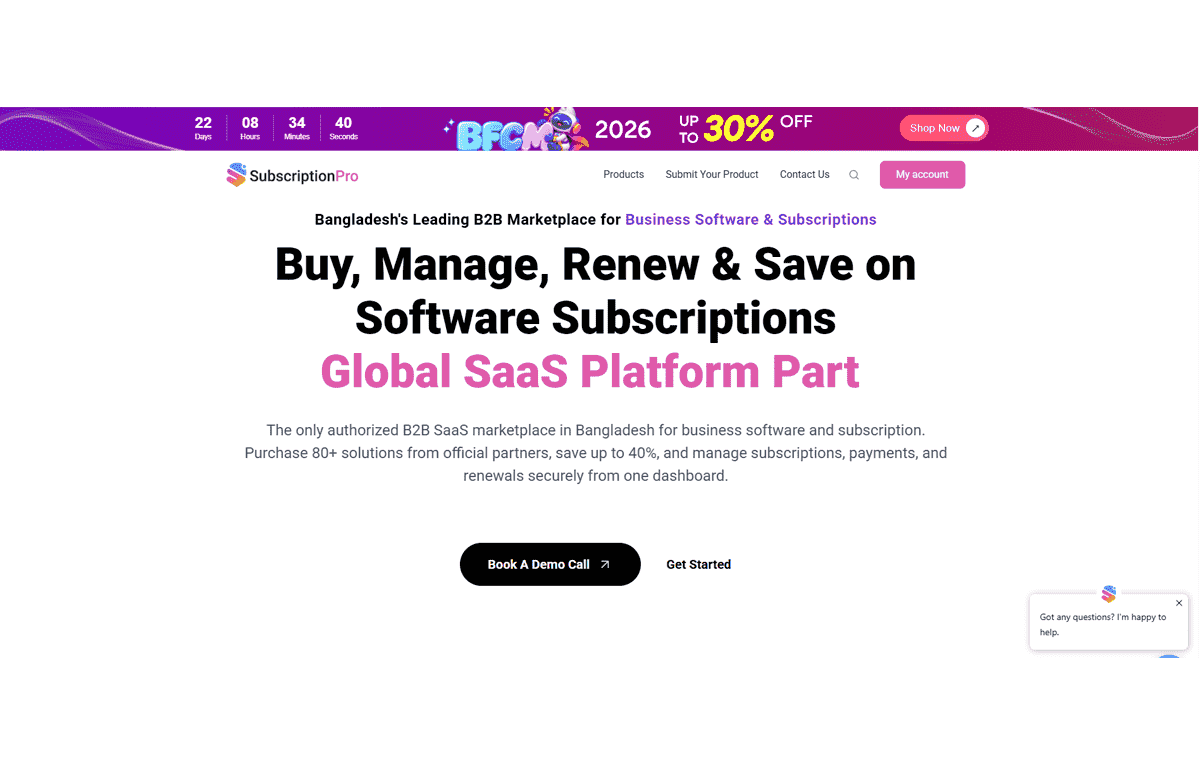 22 08 34 40
Days Hours Minutes Seconds
BFCM 2026 UP TO 30% OFF
Shop Now
SubscriptionPro
Products Submit Your Product Contact Us My account
Bangladesh's Leading B2B Marketplace for Business Software & Subscriptions
Buy, Manage, Renew & Save on
Software Subscriptions
Global SaaS Platform Part
The only authorized B2B SaaS marketplace in Bangladesh for business software and subscription.
Purchase 80+ solutions from official partners, save up to 40%, and manage subscriptions, payments, and
renewals securely from one dashboard.
Book A Demo Call Get Started
Got any questions? I'm happy to
help.